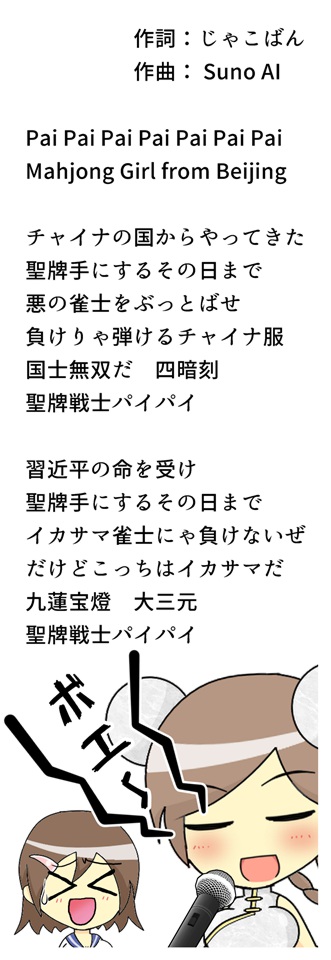 作詞：じゃこばん
作曲： Suno AI
Pai Pai Pai Pai Pai Pai Pai
Mahjong Girl from Beijing
チャイナの国からやってきた
聖牌手にするその日まで
悪の雀士をぶっとばせ
負けりゃ弾けるチャイナ服
国士無双だ　四暗刻
聖牌戦士パイパイ
習近平の命を受け
聖牌手にするその日まで
イカサマ雀士にゃ負けないぜ
だけどこっちはイカサマだ
九蓮宝燈　大三元
聖牌戦士パイパイ
ボエ〜